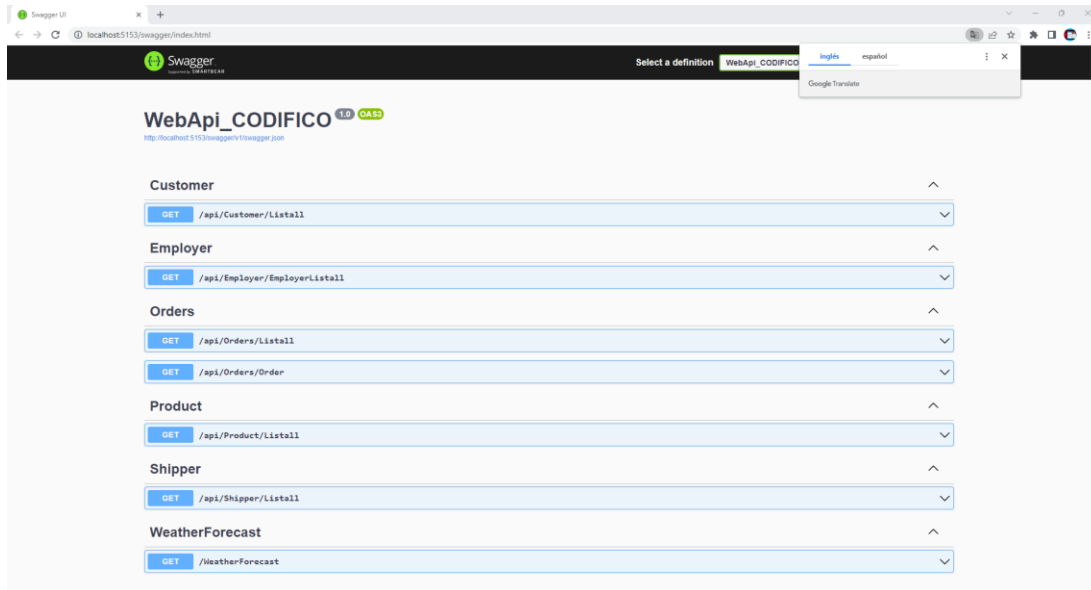 Swagger UI
localhost:5153/swagger/index.html
Swagger.
Supported by SMARTBEAR
Select a definition
WebApi_CODIFICO
inglés español
Google Translate
WebApi_CODIFICO 1.0 OAS3
http://localhost:5153/swagger/v1/swagger.json
Customer
GET /api/Customer/Listall
Employer
GET /api/Employer/EmployerListall
Orders
GET /api/Orders/Listall
GET /api/Orders/Order
Product
GET /api/Product/Listall
Shipper
GET /api/Shipper/Listall
WeatherForecast
GET /WeatherForecast